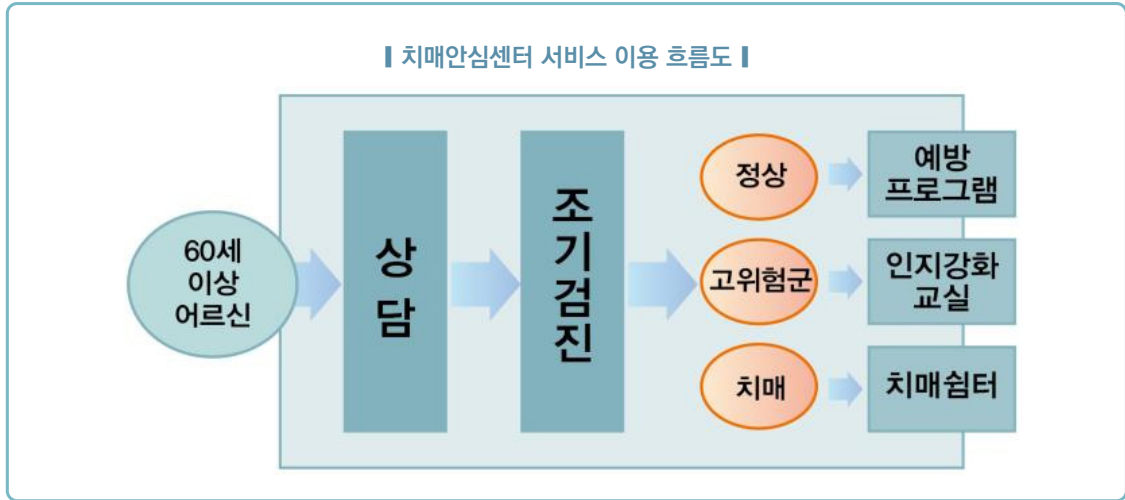 ▎치매안심센터 서비스 이용 흐름도▕
60세
이상
어르신
상
담
조
기
검
진
정상
예방
프로그램
고위험군
인지강화
교실
치매
치매쉼터